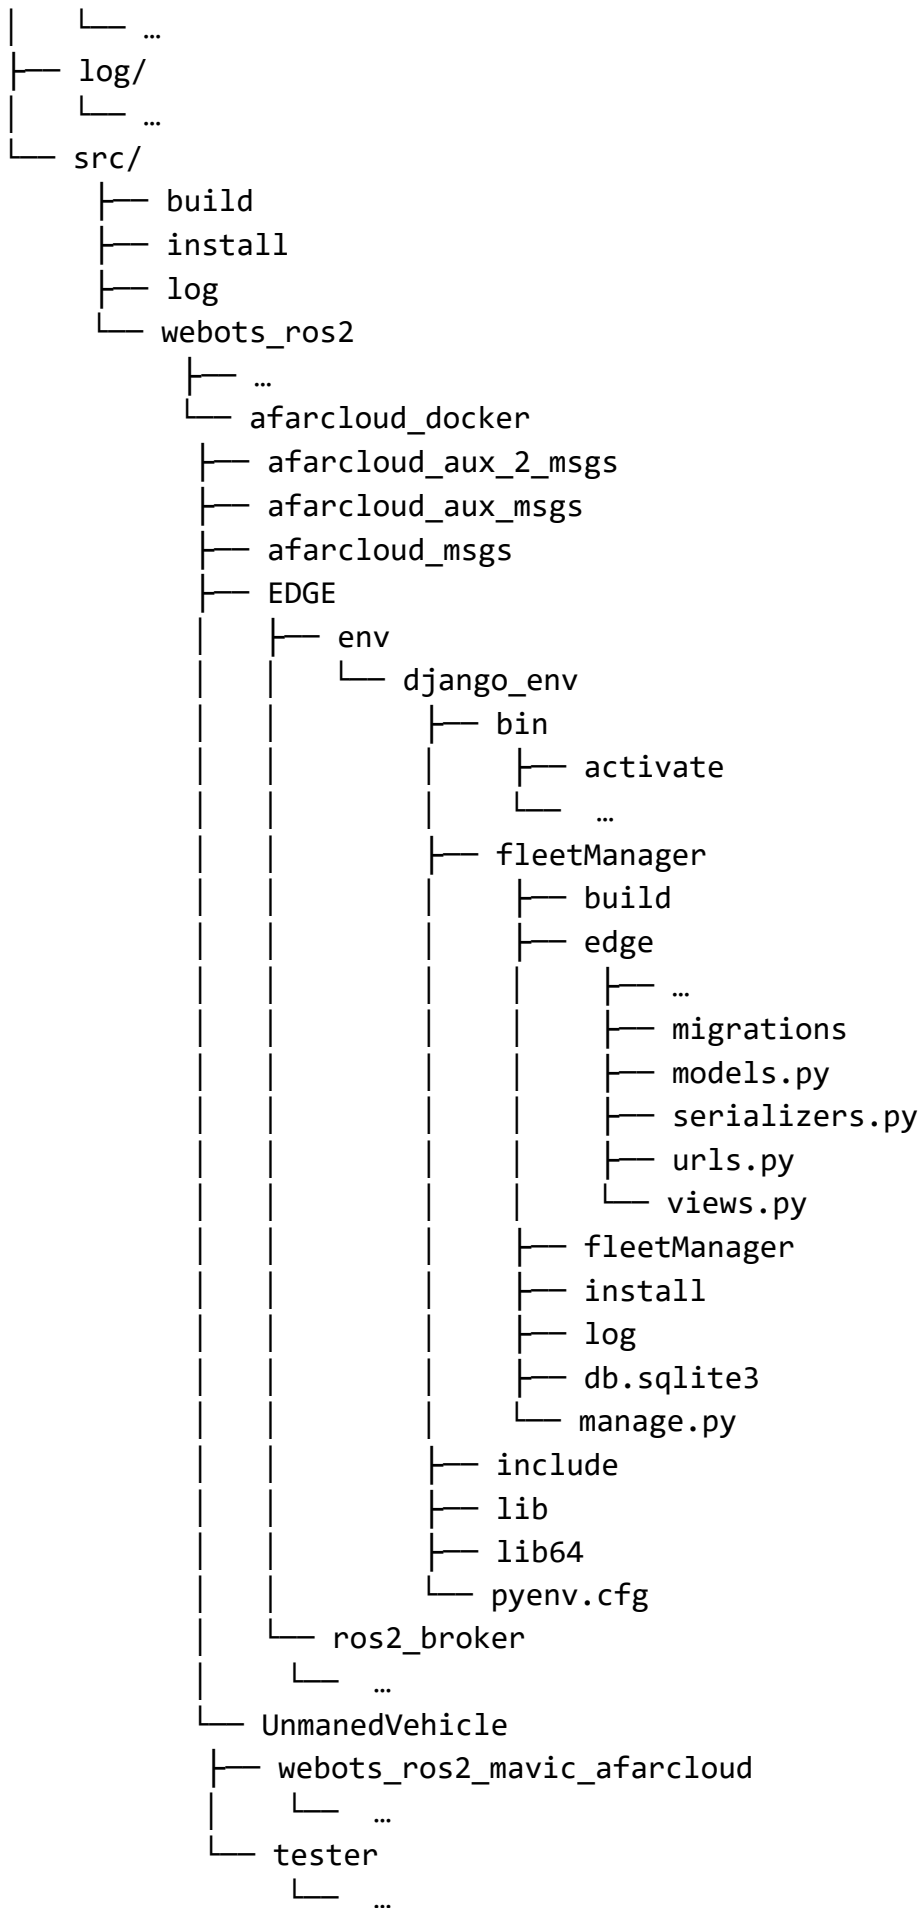 │ └── …
├── log/
│ └── …
└── src/
├── build
├── install
├── log
└── webots_ros2
├── …
└── afarcloud_docker
├── afarcloud_aux_2_msgs
├── afarcloud_aux_msgs
├── afarcloud_msgs
├── EDGE
│ ├── env
│ │ └── django_env
│ │ ├── bin
│ │ │ ├── activate
│ │ │ └── …
│ │ ├── fleetManager
│ │ │ ├── build
│ │ │ ├── edge
│ │ │ │ ├── …
│ │ │ │ ├── migrations
│ │ │ │ ├── models.py
│ │ │ │ ├── serializers.py
│ │ │ │ ├── urls.py
│ │ │ │ └── views.py
│ │ │ ├── fleetManager
│ │ │ ├── install
│ │ │ ├── log
│ │ │ ├── db.sqlite3
│ │ │ └── manage.py
│ │ ├── include
│ │ ├── lib
│ │ ├── lib64
│ │ └── pyenv.cfg
│ └── ros2_broker
│ └── …
└── UnmanedVehicle
├── webots_ros2_mavic_afarcloud
│ └── …
└── tester
└── …